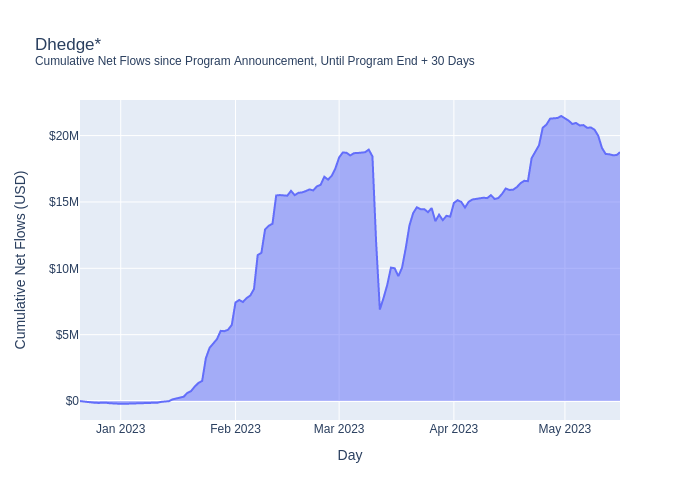 Dhedge*
Cumulative Net Flows since Program Announcement, Until Program End + 30 Days
Cumulative Net Flows (USD)
$20M
$15M
$10M
$5M
$0
Jan 2023 Feb 2023 Mar 2023 Apr 2023 May 2023
Day